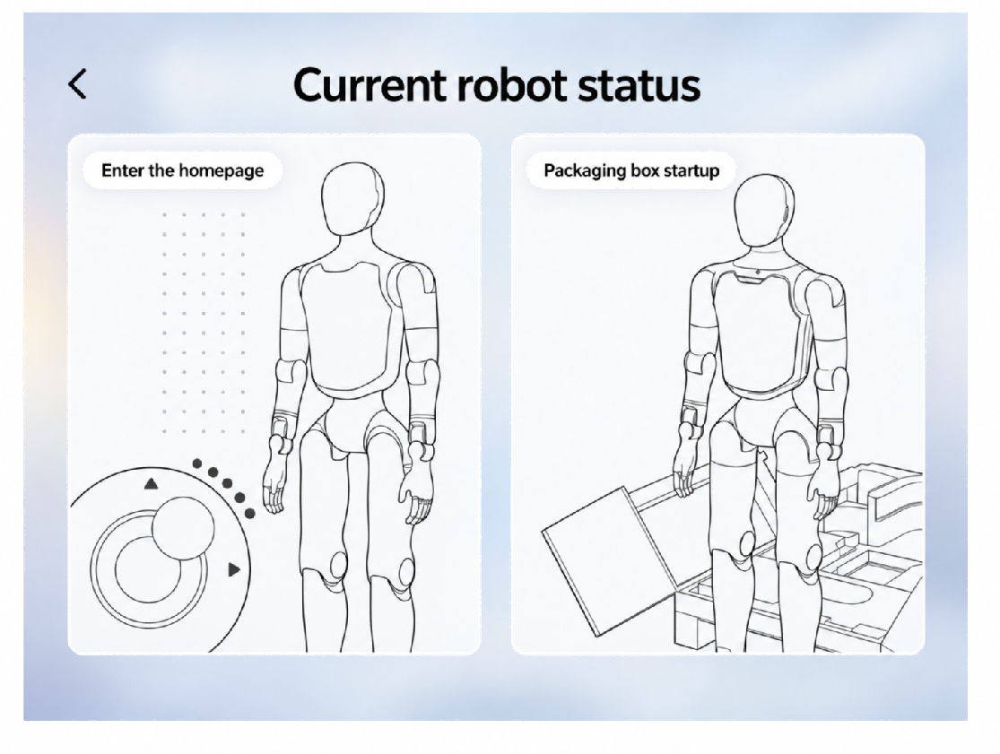 Current robot status
Enter the homepage
Packaging box startup